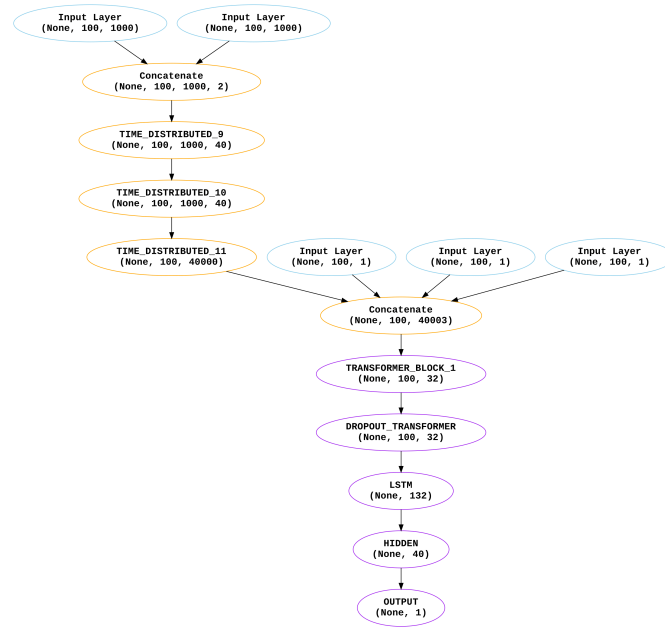 Input Layer
(None, 100, 1000)
Input Layer
(None, 100, 1000)
Concatenate
(None, 100, 1000, 2)
TIME_DISTRIBUTED_9
(None, 100, 1000, 40)
TIME_DISTRIBUTED_10
(None, 100, 1000, 40)
TIME_DISTRIBUTED_11
(None, 100, 40000)
Input Layer
(None, 100, 1)
Input Layer
(None, 100, 1)
Input Layer
(None, 100, 1)
Concatenate
(None, 100, 40003)
TRANSFORMER_BLOCK_1
(None, 100, 32)
DROPOUT_TRANSFORMER
(None, 100, 32)
LSTM
(None, 132)
HIDDEN
(None, 40)
OUTPUT
(None, 1)